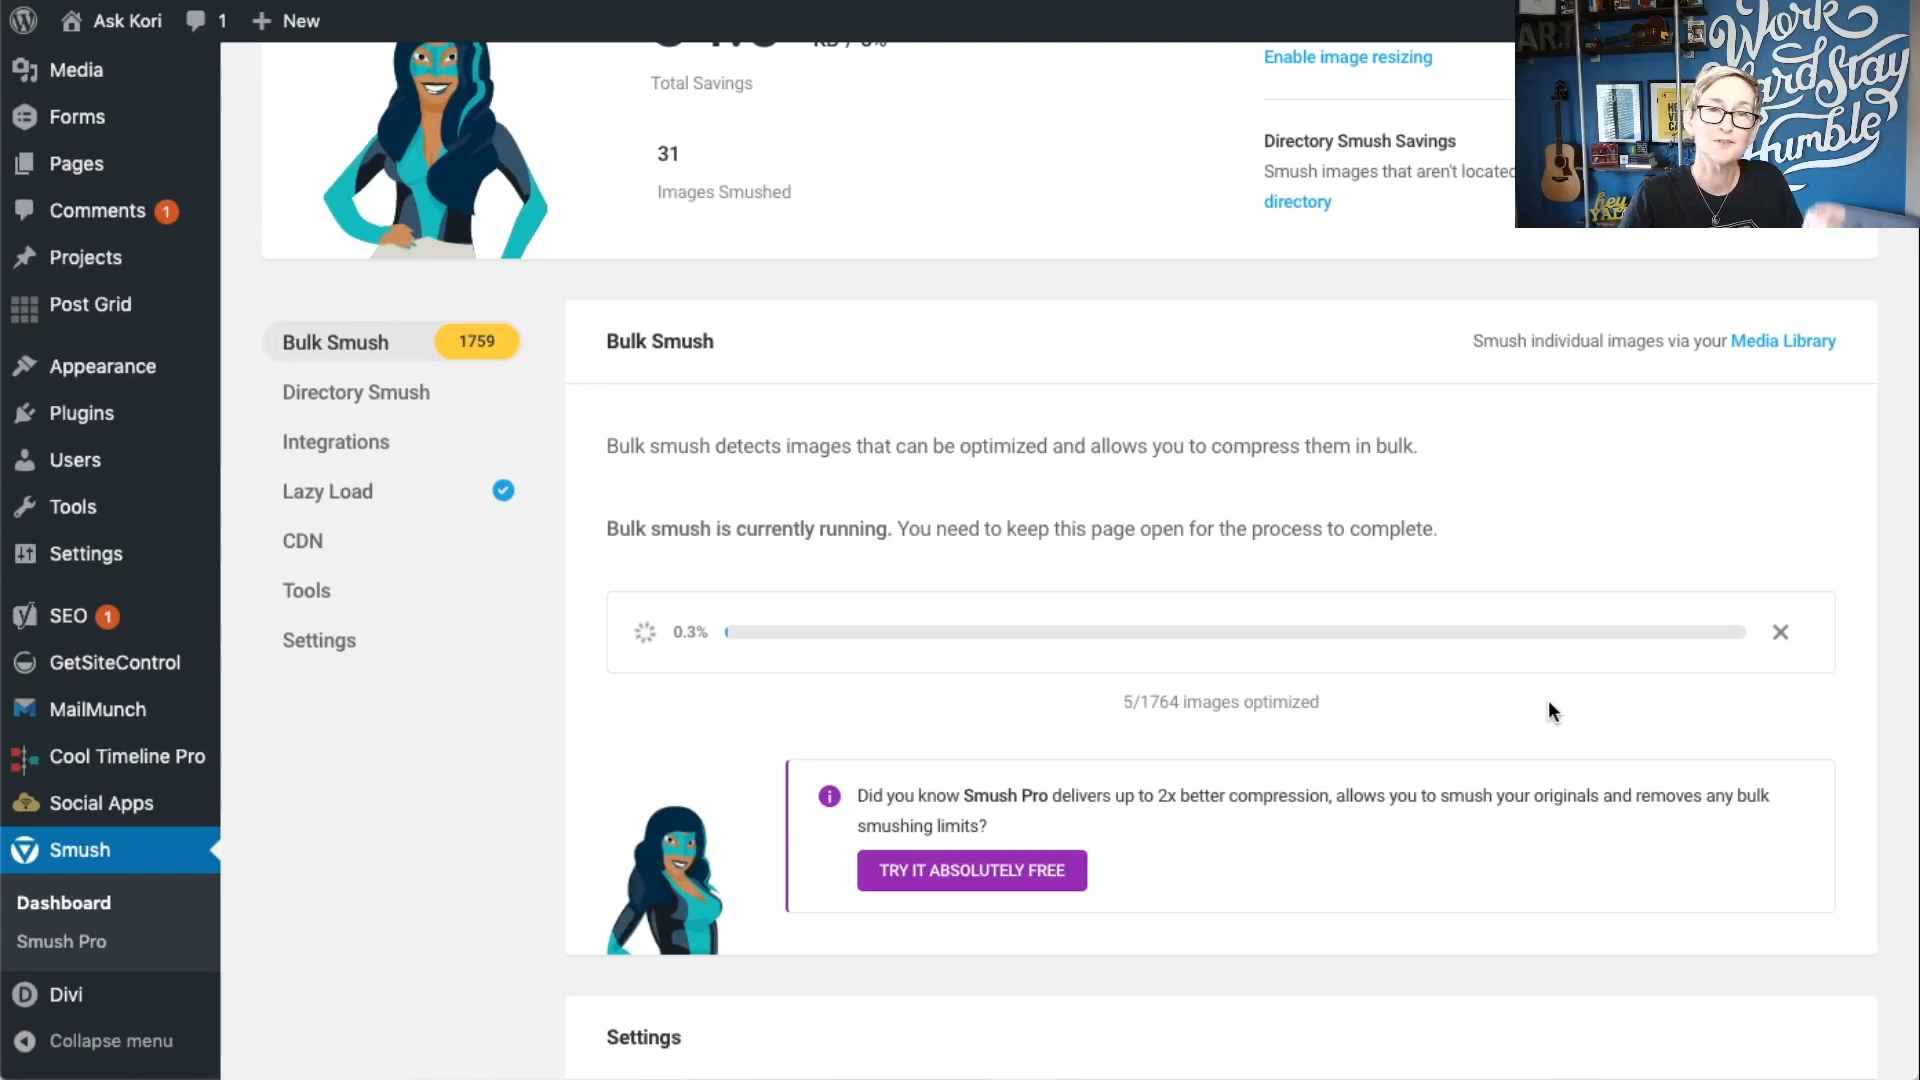 Ask Kori
1
New
Media
Forms
Pages
Comments 1
Projects
Post Grid
Appearance
Plugins
Users
Tools
Settings
SEO 1
GetSiteControl
MailMunch
Cool Timeline Pro
Social Apps
Smush
Dashboard
Smush Pro
Divi
Collapse menu
Total Savings
31
Images Smushed
Enable image resizing
Directory Smush Savings
Smush images that aren't located
directory
ART
Work
Hard Stay
Humble
hey
YALL
Bulk Smush 1759
Directory Smush
Integrations
Lazy Load
CDN
Tools
Settings
Bulk Smush
Smush individual images via your Media Library
Bulk smush detects images that can be optimized and allows you to compress them in bulk.
Bulk smush is currently running. You need to keep this page open for the process to complete.
0.3%
5/1764 images optimized
Did you know Smush Pro delivers up to 2x better compression, allows you to smush your originals and removes any bulk
smushing limits?
TRY IT ABSOLUTELY FREE
Settings